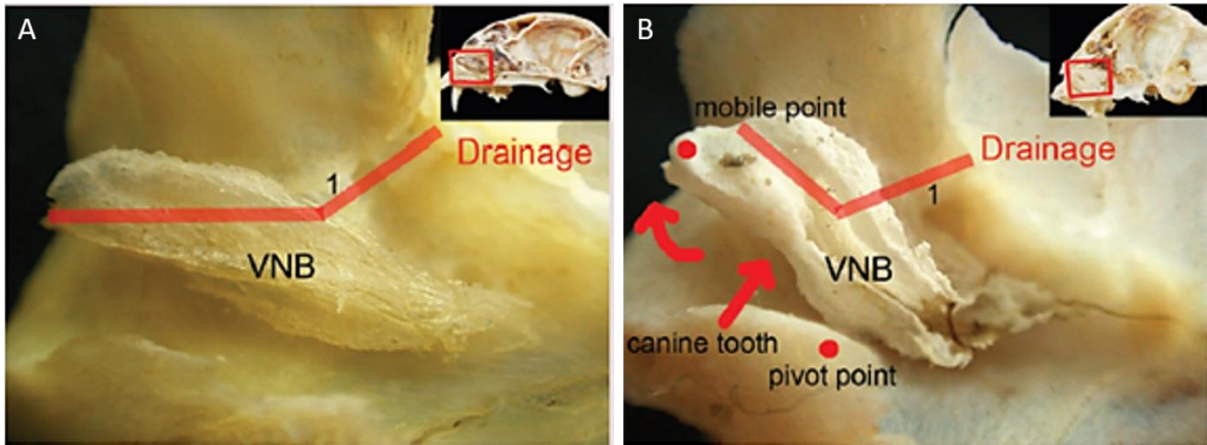 A
1
Drainage
VNB
B
mobile point
Drainage
1
VNB
canine tooth
pivot point